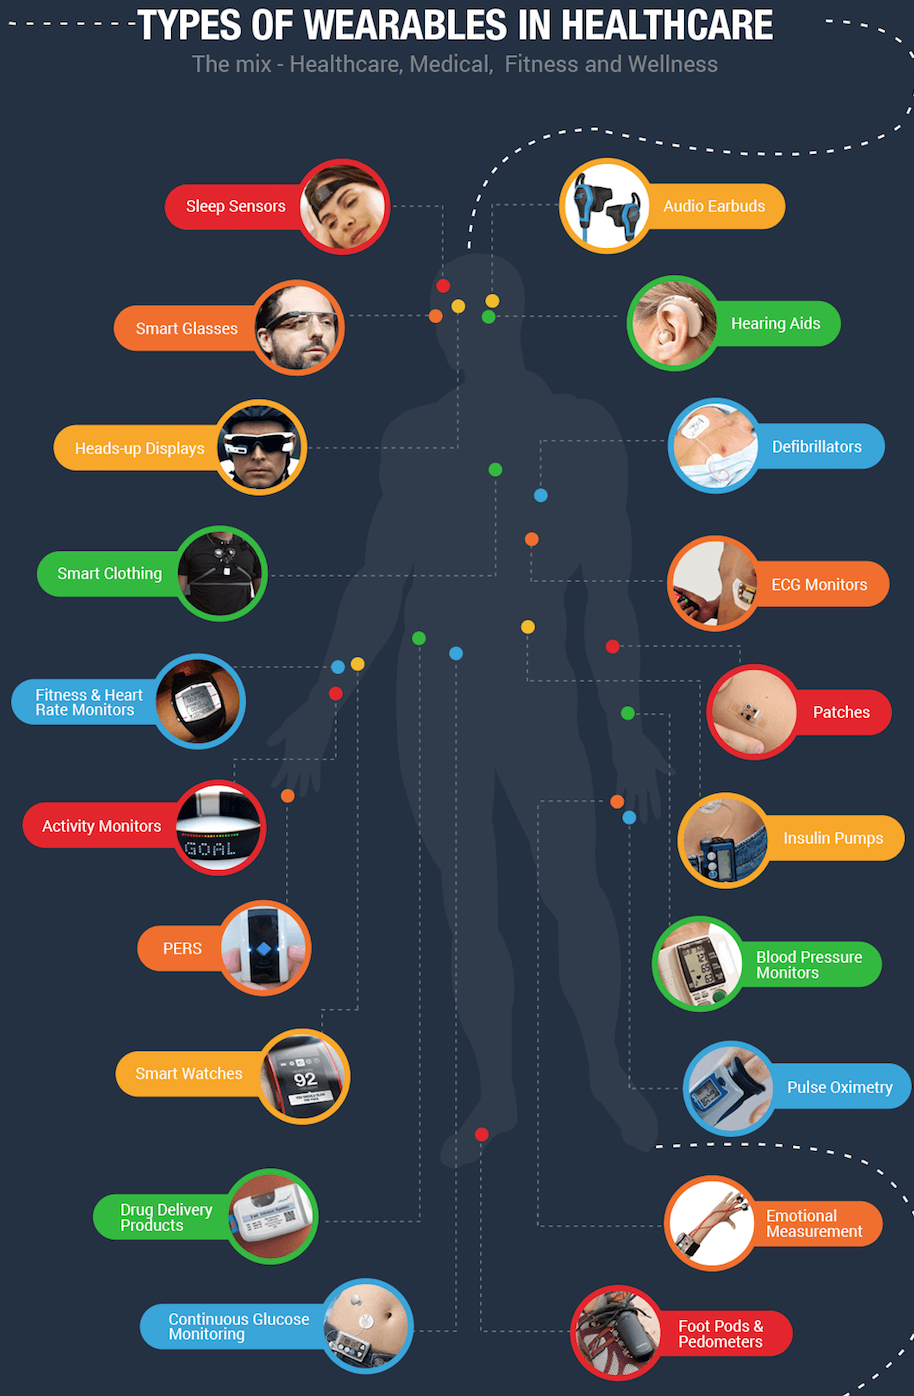 TYPES OF WEARABLES IN HEALTHCARE
The mix - Healthcare, Medical, Fitness and Wellness
Sleep Sensors
Audio Earbuds
Smart Glasses
Hearing Aids
Heads-up Displays
Defibrillators
Smart Clothing
ECG Monitors
Fitness & Heart
Rate Monitors
Patches
Activity Monitors
GOAL
Insulin Pumps
PERS
Blood Pressure
Monitors
Smart Watches
92
Pulse Oximetry
Drug Delivery
Products
Emotional
Measurement
Continuous Glucose
Monitoring
Foot Pods &
Pedometers